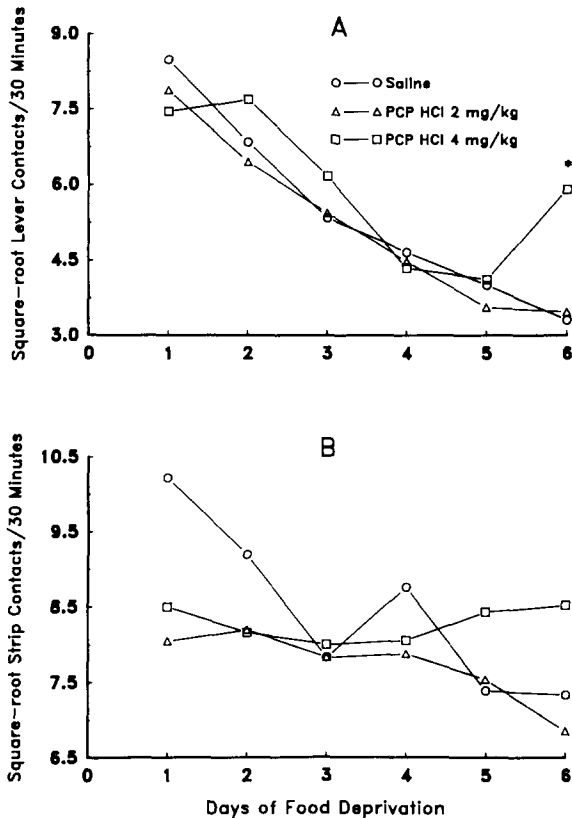 A
Square-root Lever Contacts/30 Minutes
9.0
7.5
6.0
4.5
3.0
Saline
PCP HCl 2 mg/kg
PCP HCl 4 mg/kg
*
0 1 2 3 4 5 6
B
Square-root Strip Contacts/30 Minutes
10.5
9.5
8.5
7.5
6.5
0 1 2 3 4 5 6
Days of Food Deprivation